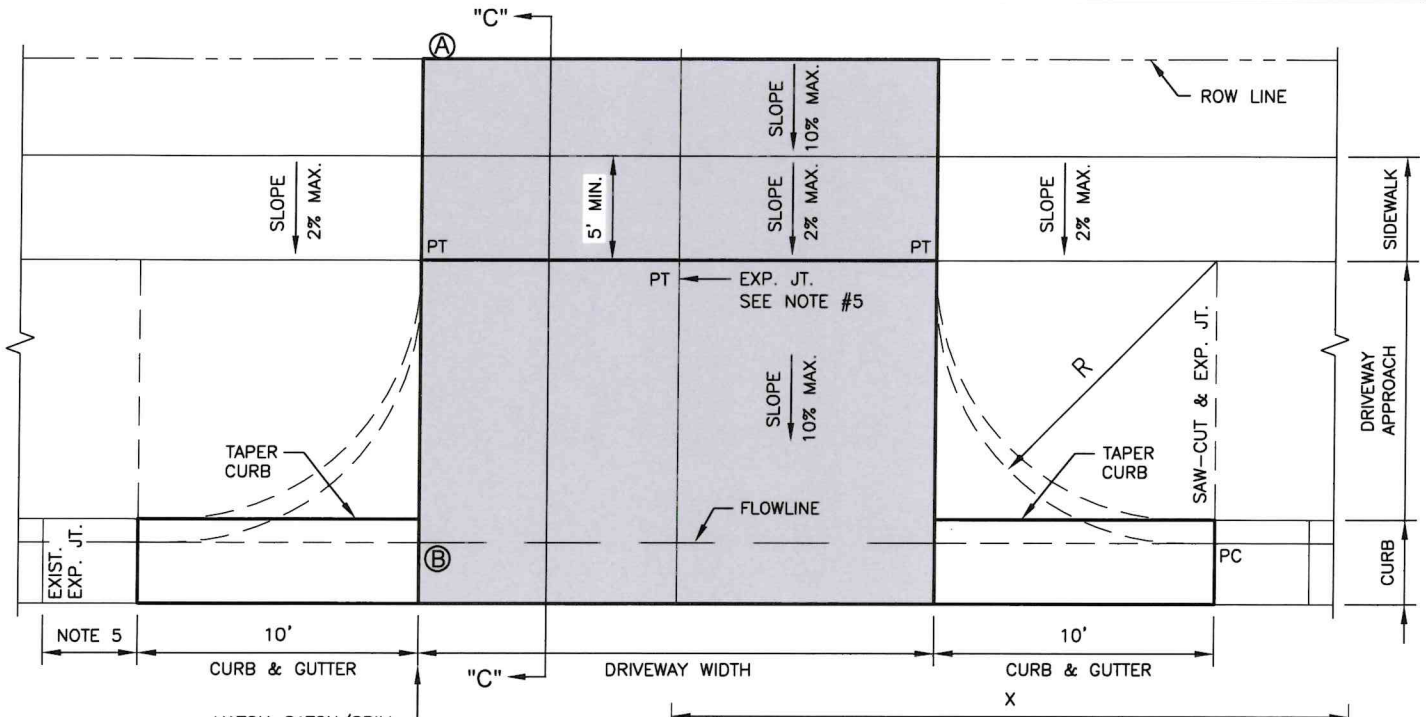 "C"
A
ROW LINE
SLOPE
10% MAX.
SLOPE
2% MAX.
5' MIN.
SLOPE
2% MAX.
SLOPE
2% MAX.
SIDEWALK
PT
PT
PT
EXP. JT.
SEE NOTE #5
SLOPE
10% MAX.
R
SAW-CUT & EXP. JT.
DRIVEWAY
APPROACH
TAPER
CURB
TAPER
CURB
FLOWLINE
EXIST.
EXP. JT.
B
PC
CURB
NOTE 5
10'
CURB & GUTTER
"C"
DRIVEWAY WIDTH
10'
CURB & GUTTER
X